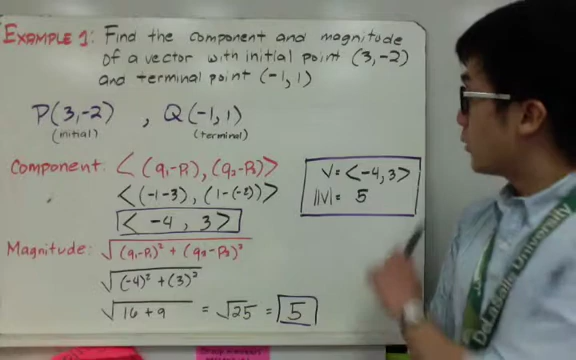 EXAMPLE 1: Find the component and magnitude
of a vector with initial point (3,-2)
and terminal point (-1,1)
P(3,-2) , Q(-1,1)
(initial) (terminal)
Component: < (q₁-p₁), (q₂-p₂)>
<(-1-3), (1-(-2))>
< -4 , 3 >
V= <-4,3>
||V||= 5
Magnitude: √(q₁-p₁)² + (q₂-p₂)²
√(-4)² + (3)²
√16 + 9 = √25 = 5
De La Salle University